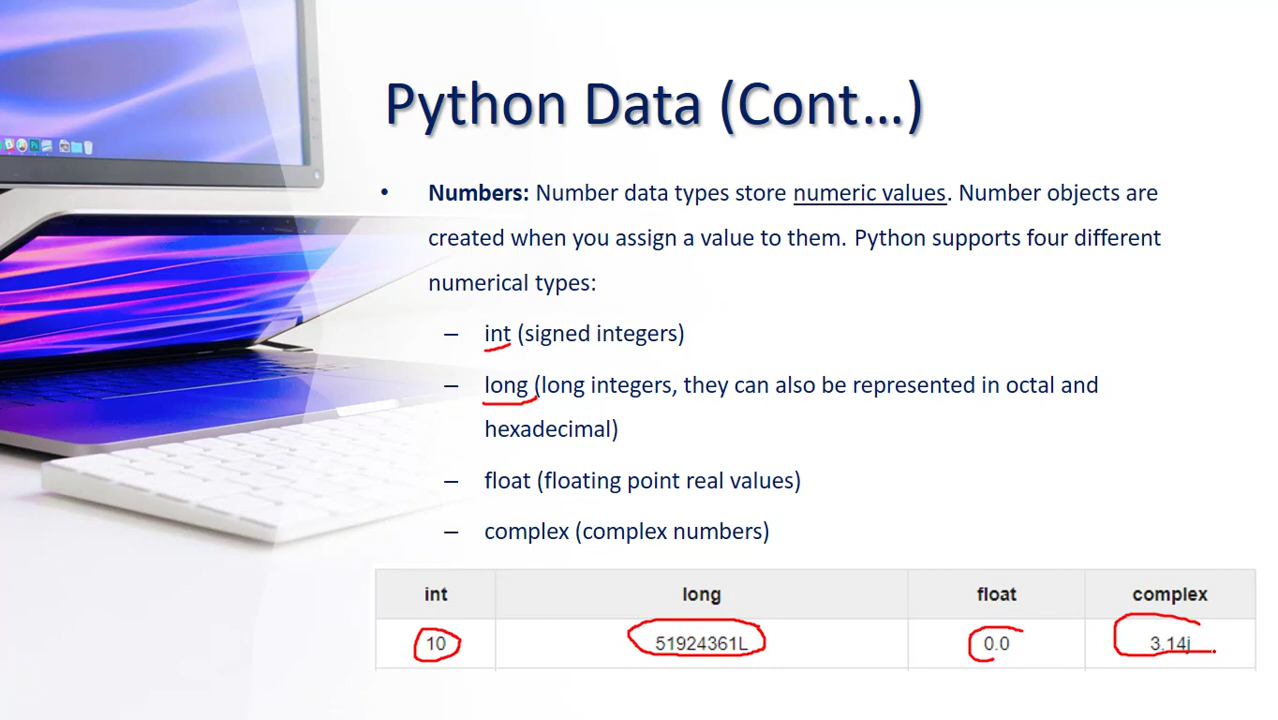 Python Data (Cont…)
• Numbers: Number data types store numeric values. Number objects are
created when you assign a value to them. Python supports four different
numerical types:
– int (signed integers)
– long (long integers, they can also be represented in octal and
hexadecimal)
– float (floating point real values)
– complex (complex numbers)
int long float complex
10 51924361L 0.0 3.14j